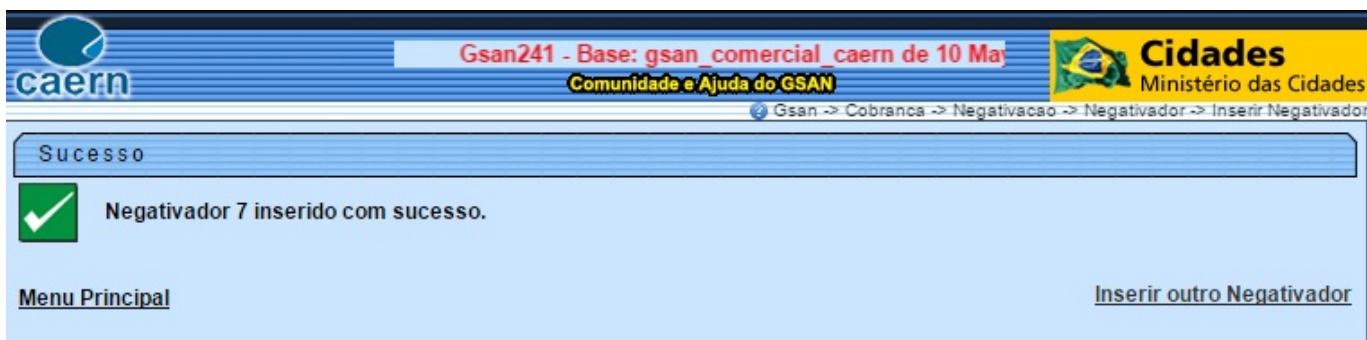 caern
Gsan241 - Base: gsan_comercial_caern de 10 May
Comunidade e Ajuda do GSAN
Cidades
Ministério das Cidades
Gsan -> Cobranca -> Negativacao -> Negativador -> Inserir Negativador
Sucesso
Negativador 7 inserido com sucesso.
Menu Principal
Inserir outro Negativador